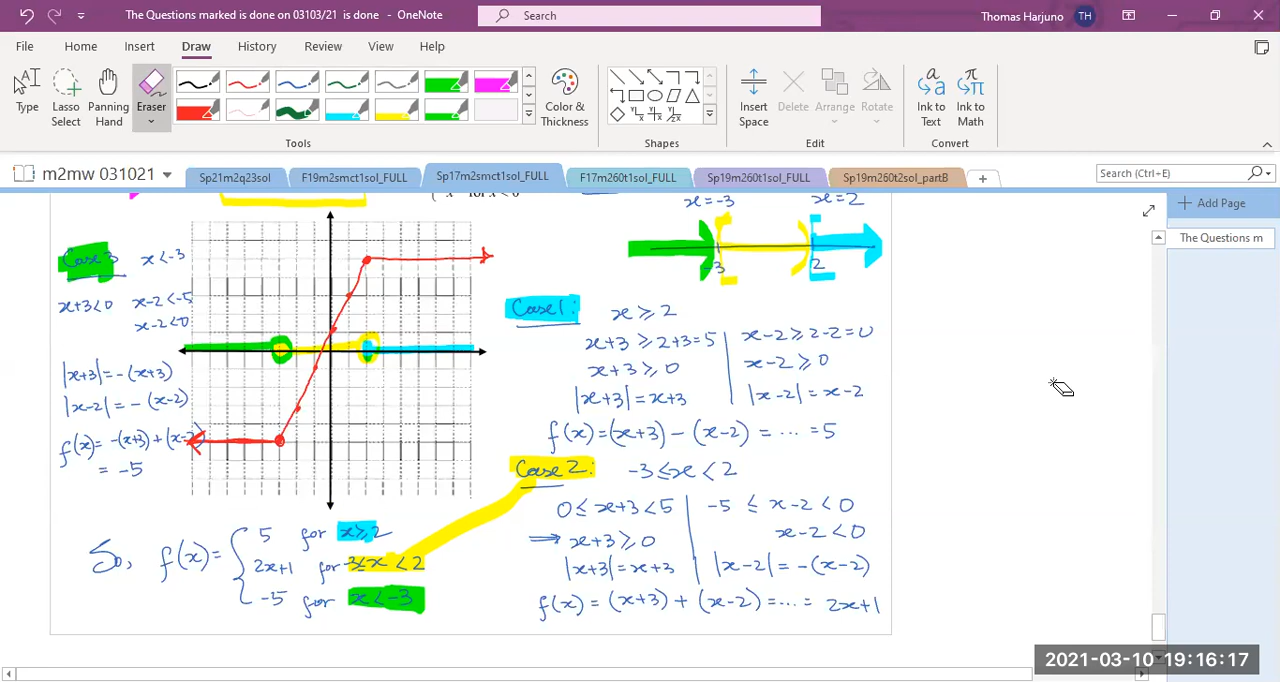 The Questions marked is done on 03103/21 is done - OneNote
Search
Thomas Harjuno TH
File Home Insert Draw History Review View Help
Type
Lasso Select
Panning Hand
Eraser
Color & Thickness
Insert Space
Delete
Arrange
Rotate
Ink to Text
Ink to Math
Tools
Shapes
Edit
Convert
m2mw 031021
Sp21m2q23sol
F19m2smct1sol_FULL
Sp17m2smct1sol_FULL
F17m260t1sol_FULL
Sp19m260t1sol_FULL
Sp19m260t2sol_partB
Search (Ctrl+E)
Add Page
The Questions m
for x < 0
x=-3 x=2
-3 2
Case 3 x<-3
x+3<0 x-2<-5
x-2<0
|x+3|=-(x+3)
|x-2|=-(x-2)
f(x)=-(x+3)+(x-2)
=-5
Case 1: x≥2
x+3≥2+3=5 x-2≥2-2=0
x+3≥0 x-2≥0
|x+3|=x+3 |x-2|=x-2
f(x)=(x+3)-(x-2)=...=5
Case 2: -3≤x<2
0≤x+3<5 -5≤x-2<0
⟹ x+3≥0 x-2<0
|x+3|=x+3 |x-2|=-(x-2)
f(x)=(x+3)+(x-2)=...=2x+1
So, f(x)={ 5 for x≥2
2x+1 for -3≤x<2
-5 for x<-3
2021-03-10 19:16:17